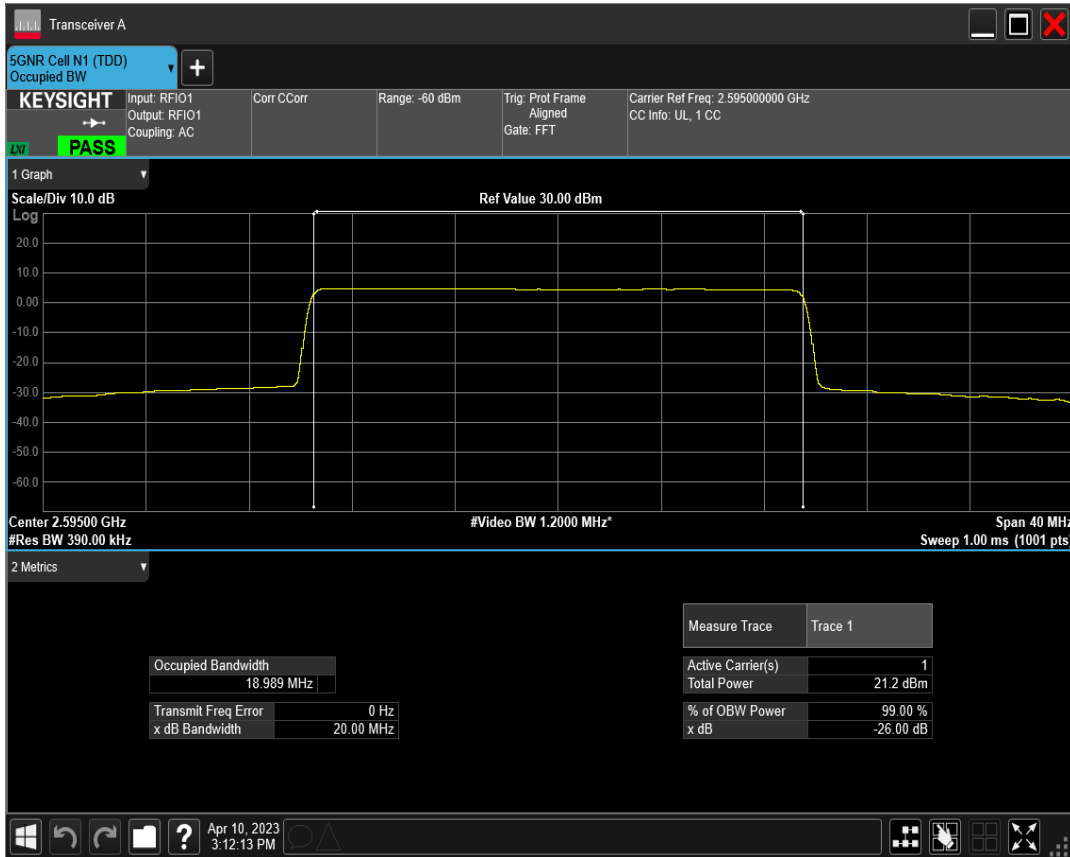 Transceiver A
5GNR Cell N1 (TDD)
Occupied BW
+
KEYSIGHT
LXI
PASS
Input: RFIO1
Output: RFIO1
Coupling: AC
Corr CCorr
Range: -60 dBm
Trig: Prot Frame
Aligned
Gate: FFT
Carrier Ref Freq: 2.595000000 GHz
CC Info: UL, 1 CC
1 Graph
Scale/Div 10.0 dB
Ref Value 30.00 dBm
Log
20.0
10.0
0.00
-10.0
-20.0
-30.0
-40.0
-50.0
-60.0
Center 2.59500 GHz
#Video BW 1.2000 MHz*
Span 40 MHz
#Res BW 390.00 kHz
Sweep 1.00 ms (1001 pts)
2 Metrics
Measure Trace Trace 1
Occupied Bandwidth
18.989 MHz
Active Carrier(s) 1
Total Power 21.2 dBm
Transmit Freq Error 0 Hz
x dB Bandwidth 20.00 MHz
% of OBW Power 99.00 %
x dB -26.00 dB
?
Apr 10, 2023
3:12:13 PM